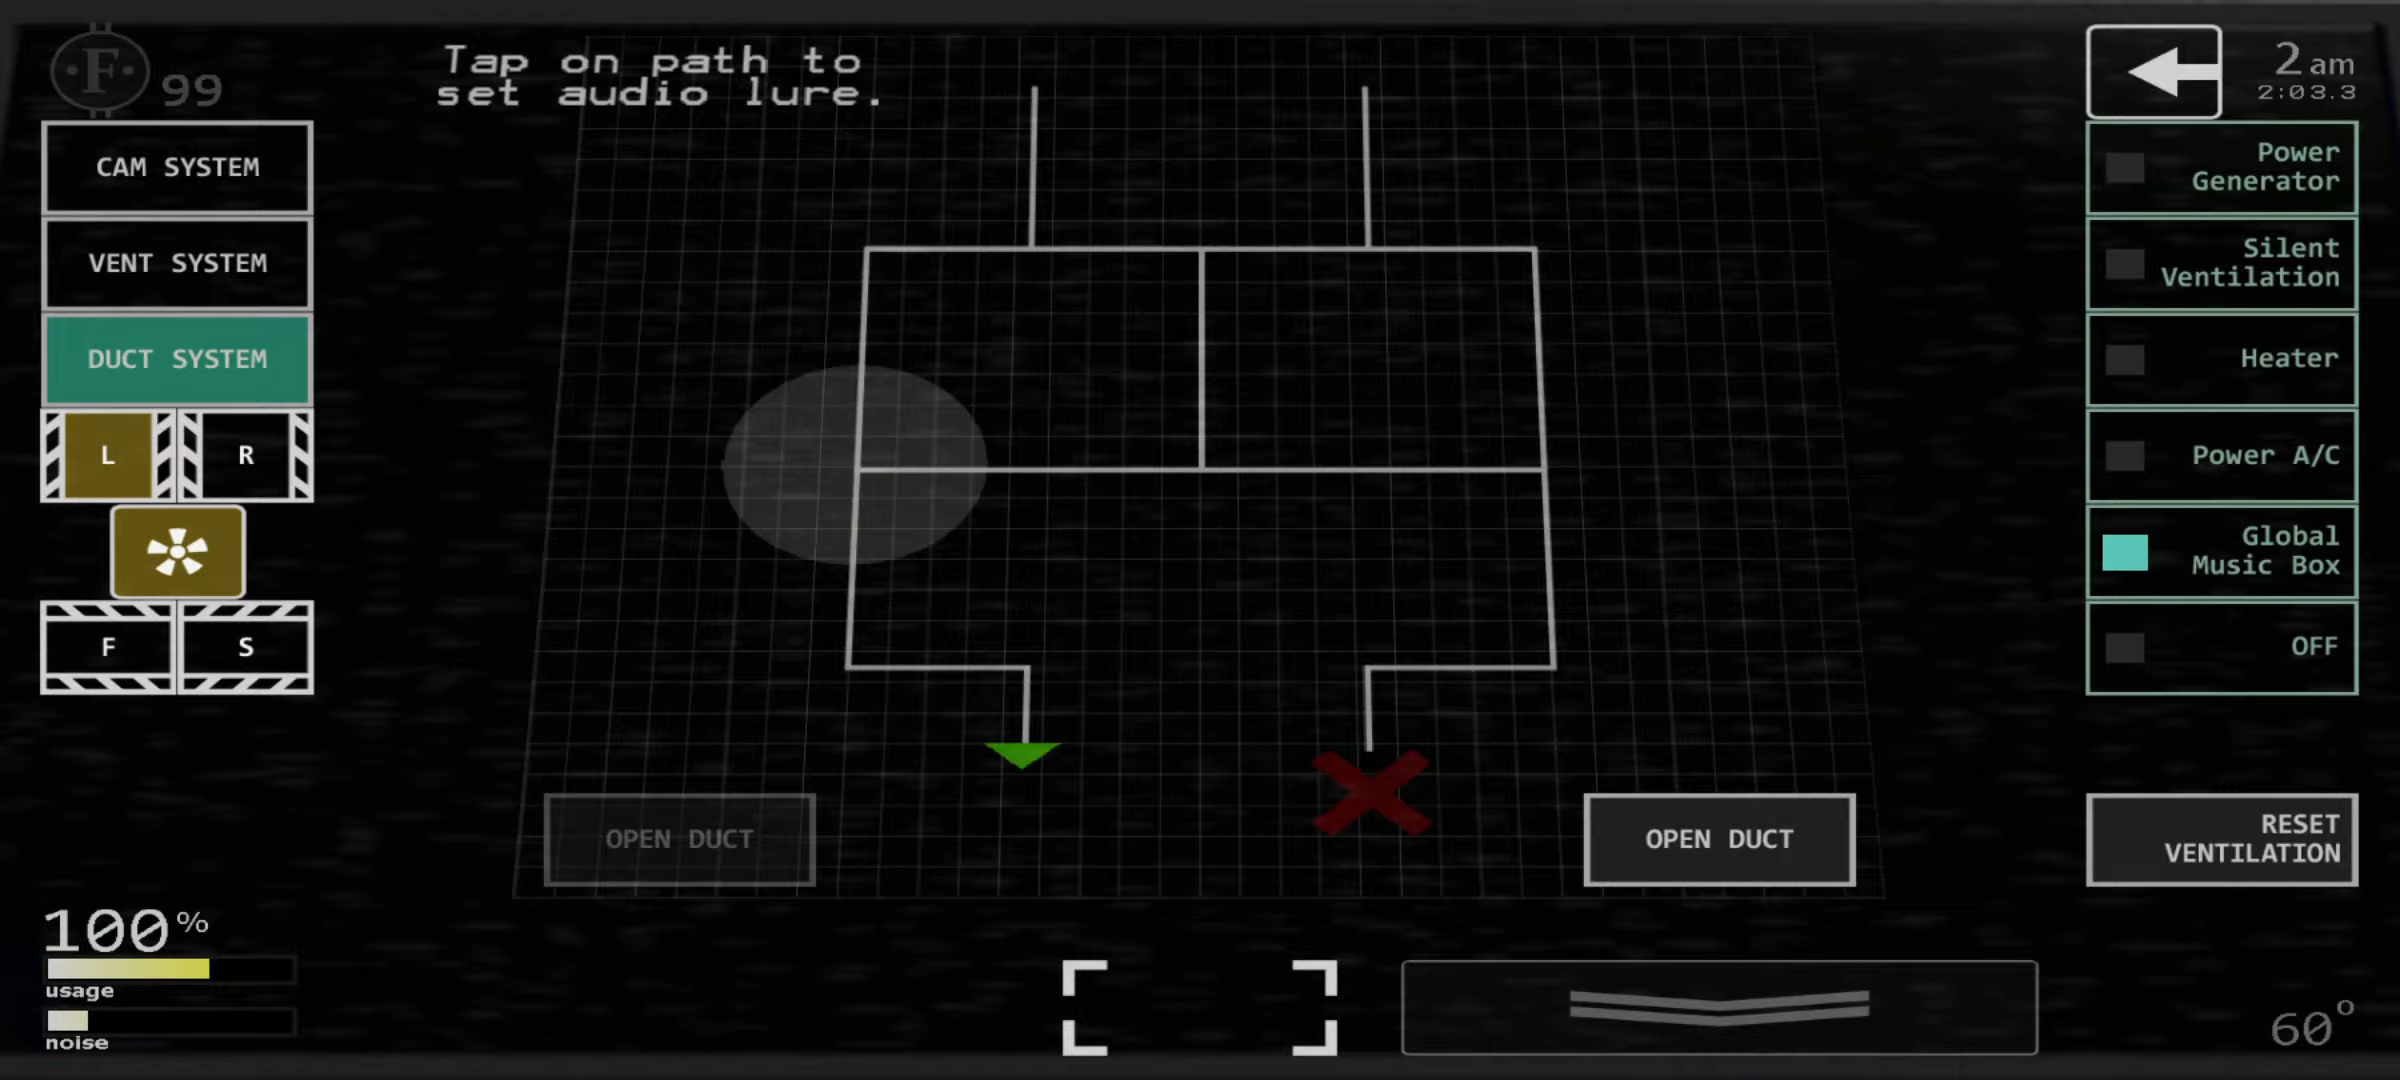 F 99
Tap on path to
set audio lure.
2 am
2:03.3
CAM SYSTEM
VENT SYSTEM
DUCT SYSTEM
L
R
F
S
Power
Generator
Silent
Ventilation
Heater
Power A/C
Global
Music Box
OFF
OPEN DUCT
OPEN DUCT
RESET
VENTILATION
100%
usage
noise
60°